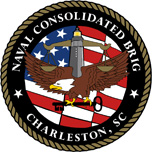 NAVAL CONSOLIDATED BRIG
CHARLESTON, SC